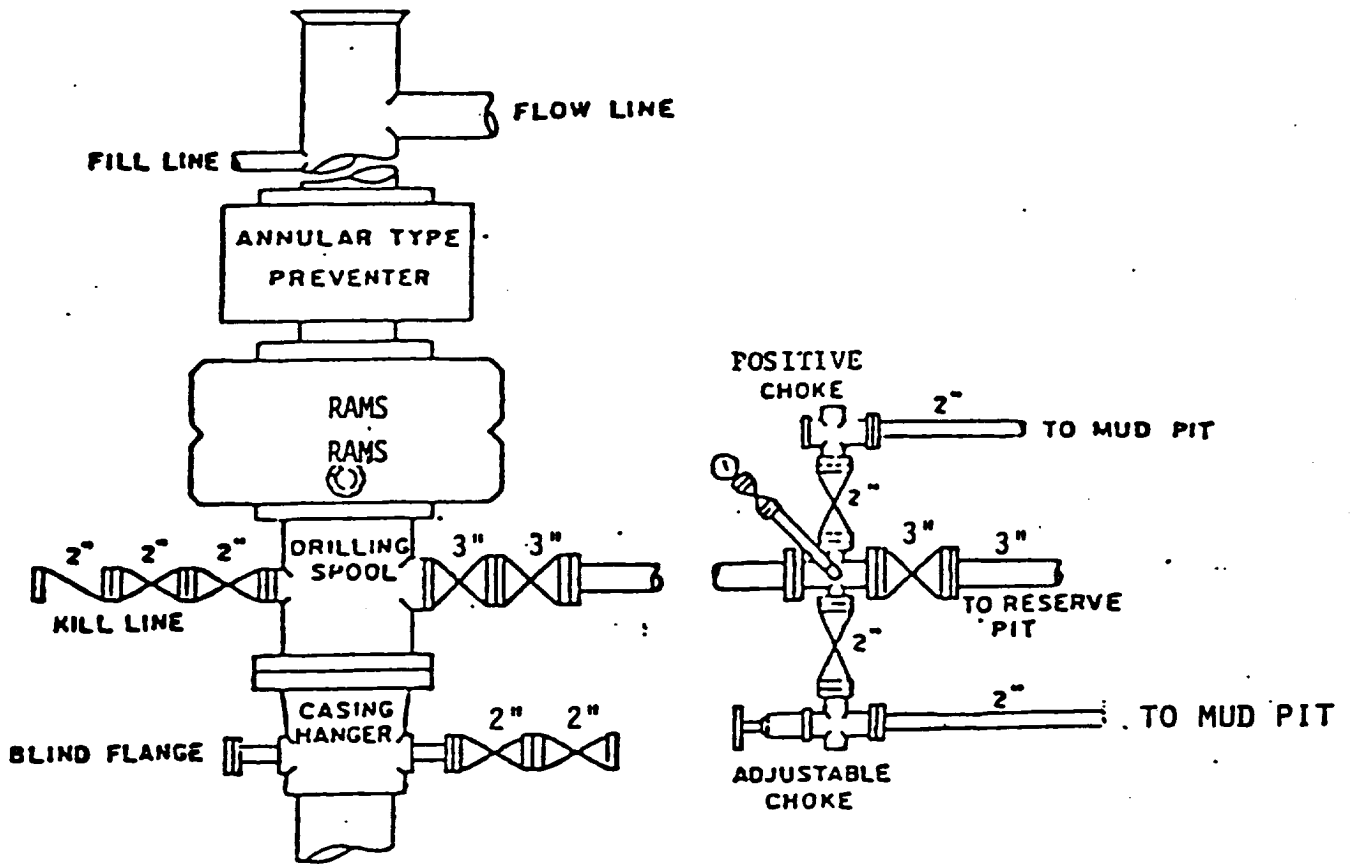 FLOW LINE
FILL LINE
ANNULAR TYPE
PREVENTER
RAMS
RAMS
2" 2" 2"
DRILLING
SPOOL
3" 3"
KILL LINE
CASING
HANGER
2" 2"
BLIND FLANGE
POSITIVE
CHOKE
2"
TO MUD PIT
2"
3" 3"
TO RESERVE
PIT
2"
2"
TO MUD PIT
ADJUSTABLE
CHOKE